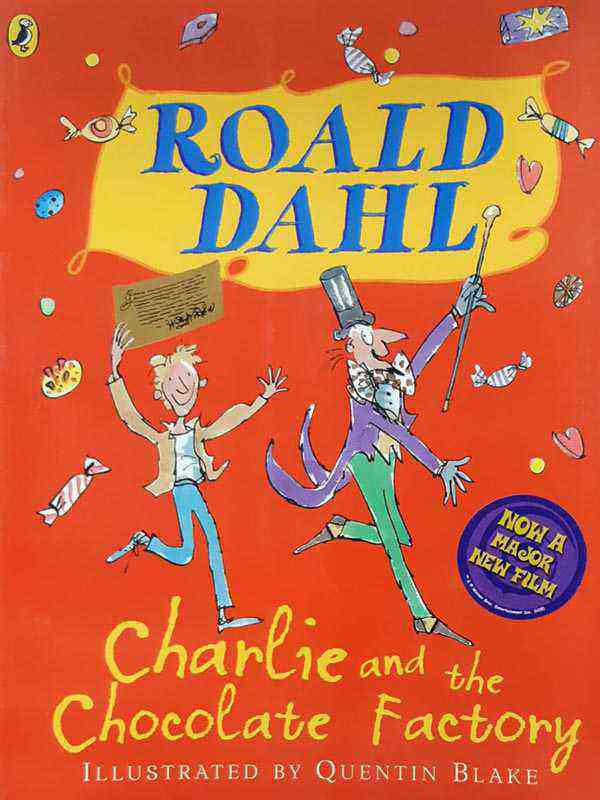 ROALD
DAHL
NOW A
MAJOR
NEW FILM
Charlie and the
Chocolate Factory
ILLUSTRATED BY QUENTIN BLAKE